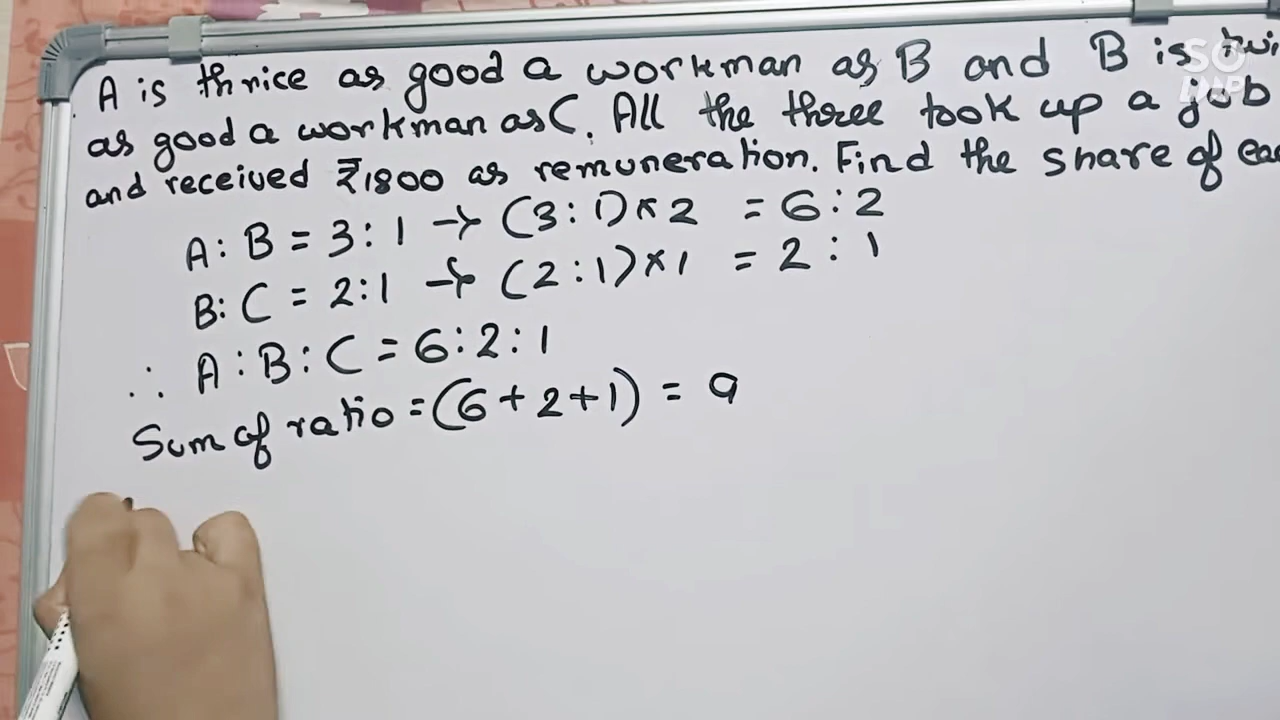 A is thrice as good a workman as B and B is twi
as good a workman as C. All the three took up a job
and received ₹1800 as remuneration. Find the share of eac
A : B = 3 : 1 → (3 : 1) × 2 = 6 : 2
B : C = 2 : 1 → (2 : 1) × 1 = 2 : 1
∴ A : B : C = 6 : 2 : 1
Sum of ratio = (6 + 2 + 1) = 9